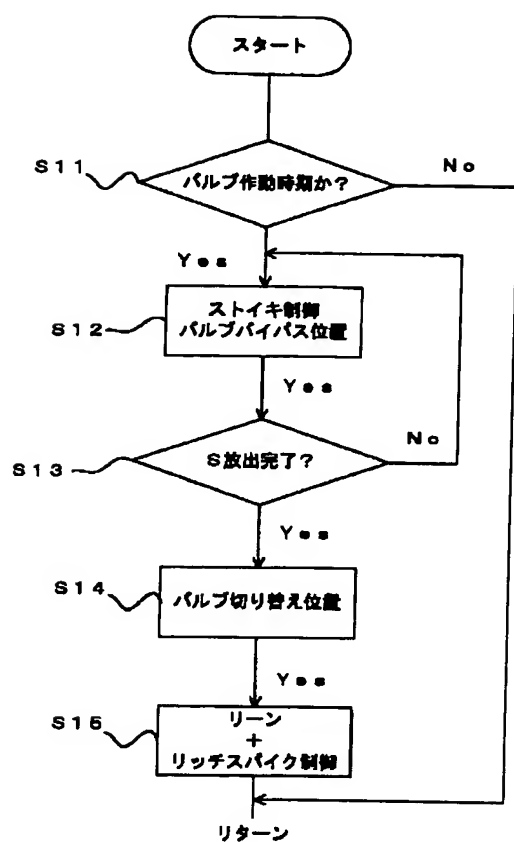 スタート
S11
バルブ作動時期か?
No
Yes
S12
ストイキ制御
バルブバイパス位置
Yes
No
S13
S放出完了?
Yes
S14
バルブ切り替え位置
Yes
S15
リーン
+
リッチスパイク制御
リターン